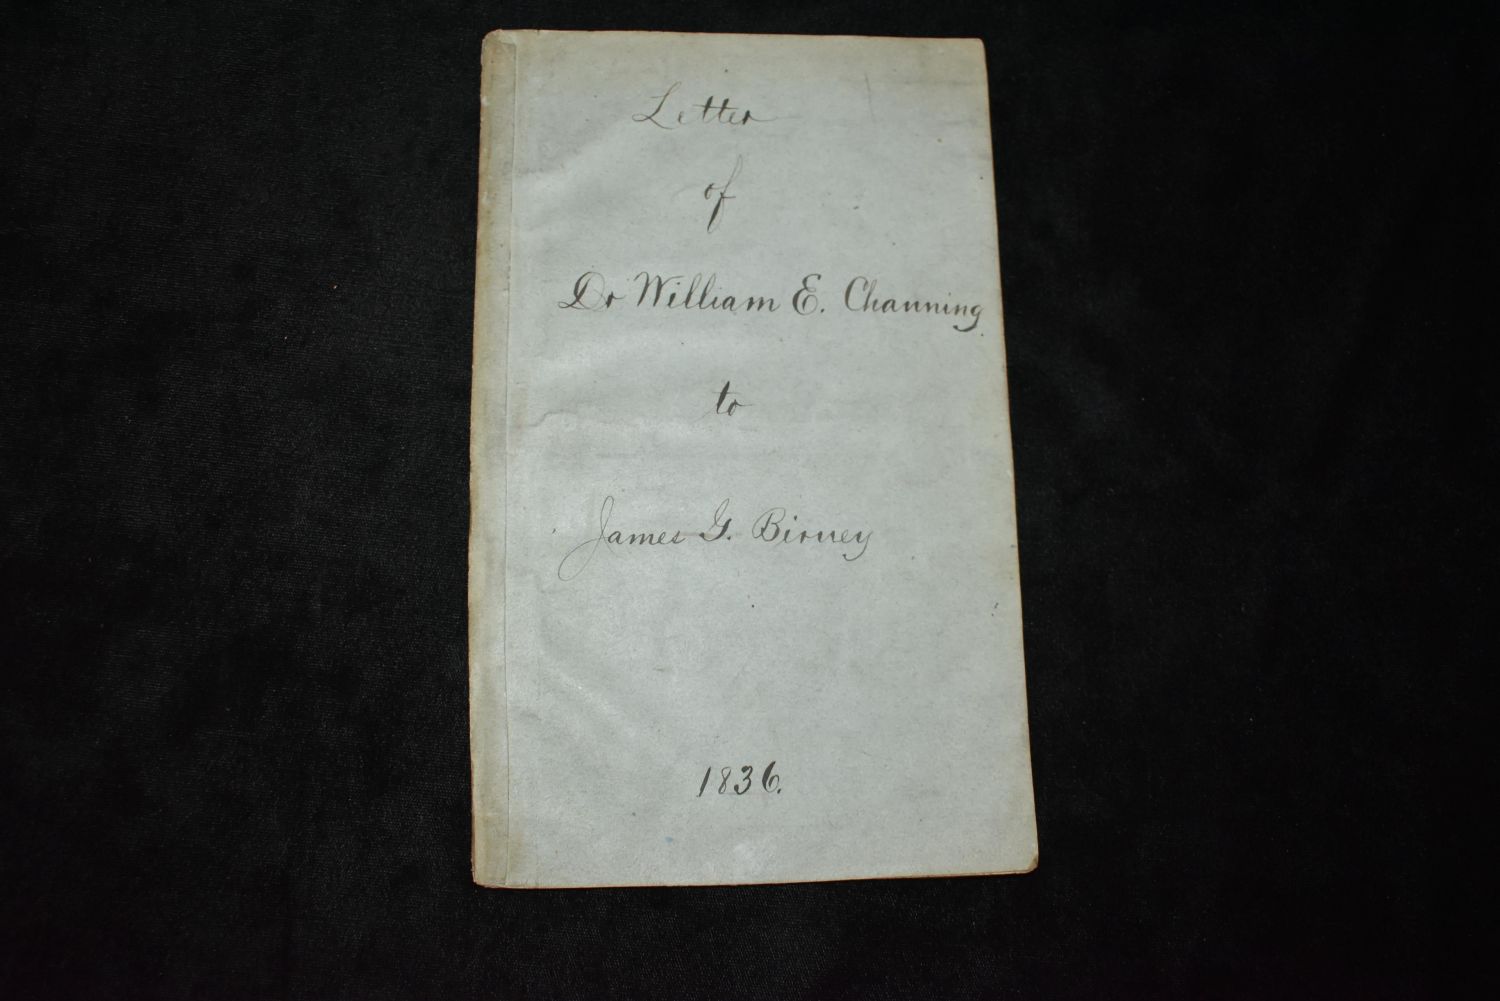 Letter
of
Dr William E. Channing
to
James G. Birney
1836.